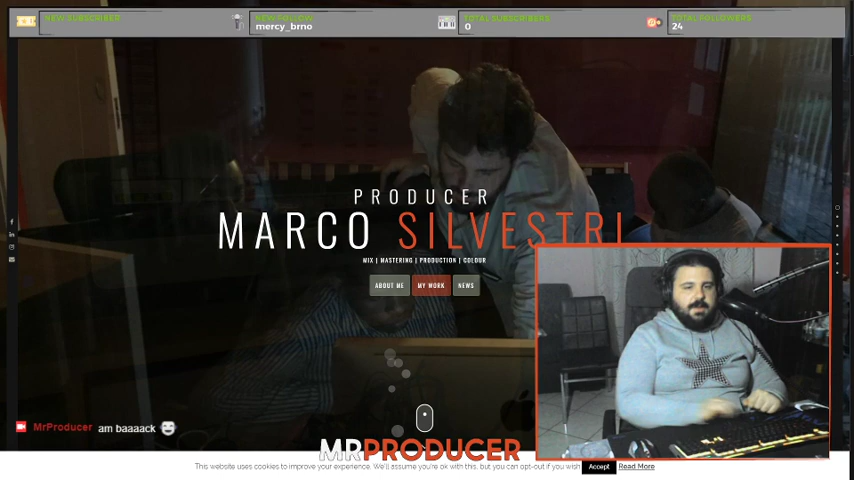 NEW SUBSCRIBER
NEW FOLLOW
mercy_brno
TOTAL SUBSCRIBERS
0
TOTAL FOLLOWERS
24
PRODUCER
MARCO SILVESTRI
MIX | MASTERING | PRODUCTION | COLOUR
ABOUT ME
MY WORK
NEWS
MrProducer am baaaack
MRPRODUCER
This website uses cookies to improve your experience. We'll assume you're ok with this, but you can opt-out if you wish
Accept
Read More